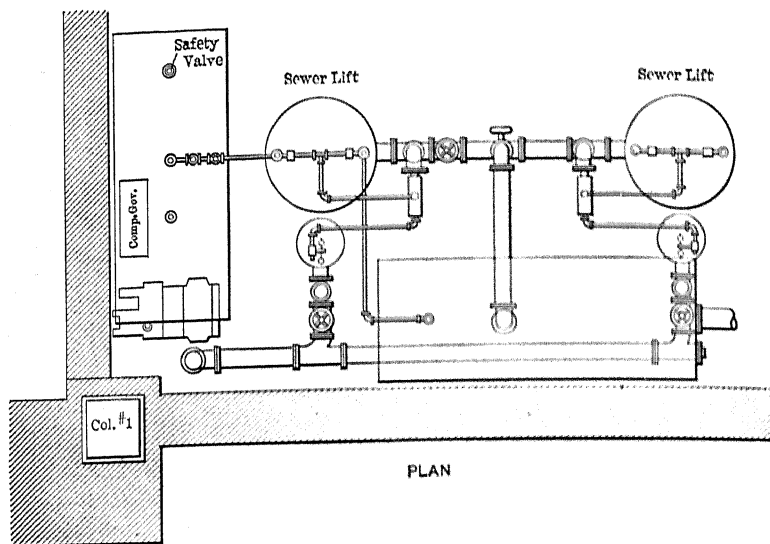 Safety
Valve
Sewer Lift
Sewer Lift
Comp.Gov.
Col. #1
PLAN